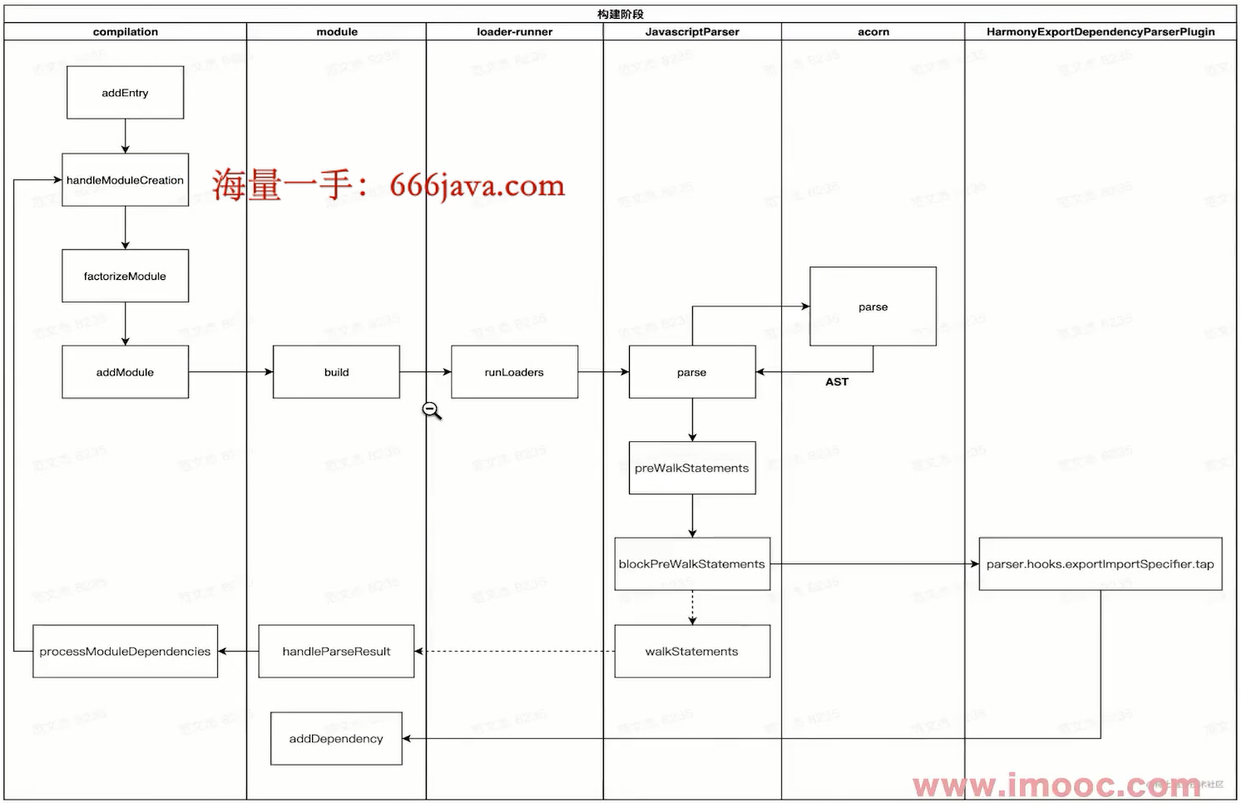 构建阶段
compilation module loader-runner JavascriptParser acorn HarmonyExportDependencyParserPlugin
addEntry
handleModuleCreation
海量一手：666java.com
factorizeModule
parse
addModule build runLoaders parse
AST
preWalkStatements
blockPreWalkStatements parser.hooks.exportImportSpecifier.tap
processModuleDependencies handleParseResult walkStatements
addDependency
www.imooc.com